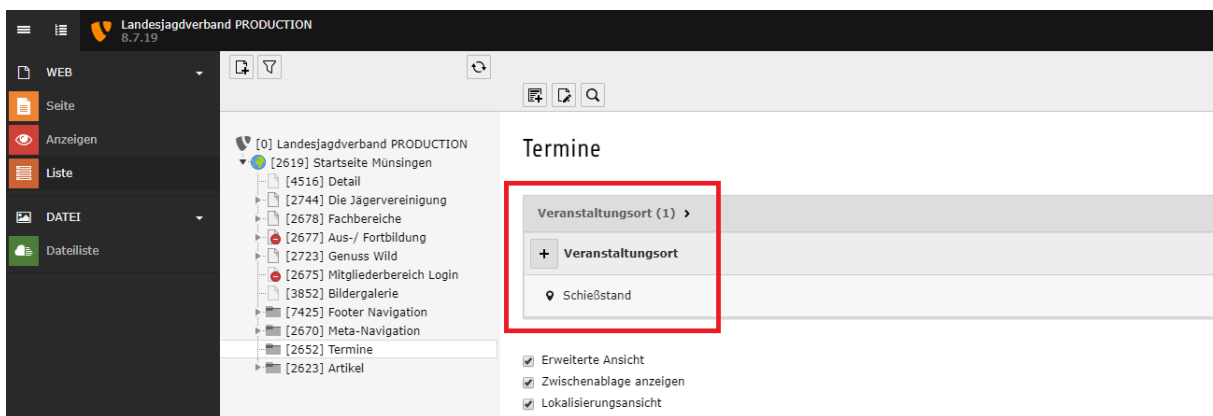 Landesjagdverband PRODUCTION
8.7.19
WEB
Seite
Anzeigen
Liste
DATEI
Dateiliste
[0] Landesjagdverband PRODUCTION
[2619] Startseite Münsingen
[4516] Detail
[2744] Die Jägervereinigung
[2678] Fachbereiche
[2677] Aus-/ Fortbildung
[2723] Genuss Wild
[2675] Mitgliederbereich Login
[3852] Bildergalerie
[7425] Footer Navigation
[2670] Meta-Navigation
[2652] Termine
[2623] Artikel
Termine
Veranstaltungsort (1)
Veranstaltungsort
Schießstand
Erweiterte Ansicht
Zwischenablage anzeigen
Lokalisierungsansicht